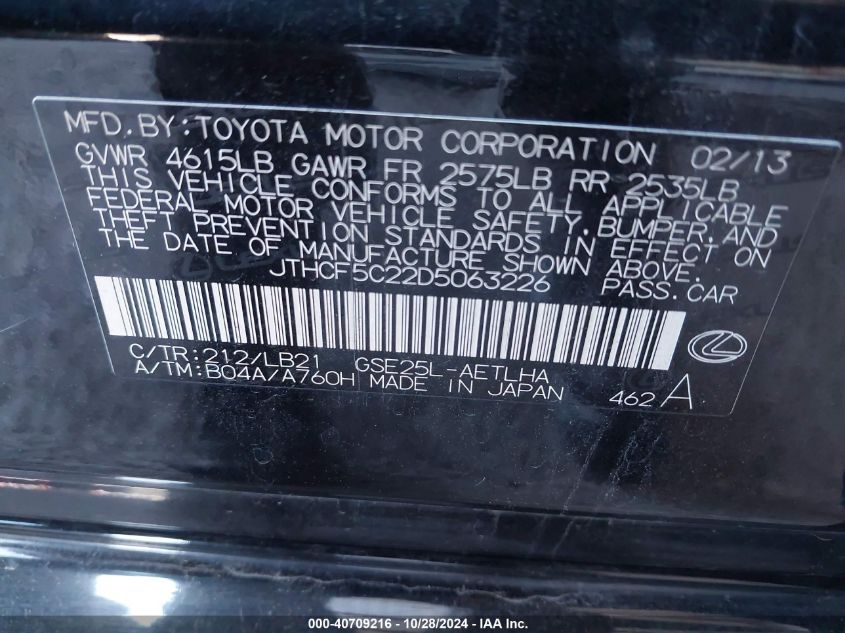 MFD. BY: TOYOTA MOTOR CORPORATION 02/13
GVWR 4615LB GAWR FR 2575LB RR 2535LB
THIS VEHICLE CONFORMS TO ALL APPLICABLE
FEDERAL MOTOR VEHICLE SAFETY, BUMPER, AND
THEFT PREVENTION STANDARDS IN EFFECT ON
THE DATE OF MANUFACTURE SHOWN ABOVE.
JTHCF5C22D5063226 PASS. CAR
C/TR: 212/LB21 GSE25L-AETLHA
A/TM: B04A/A760H MADE IN JAPAN 462 A
000-40709216 - 10/28/2024 - IAA Inc.